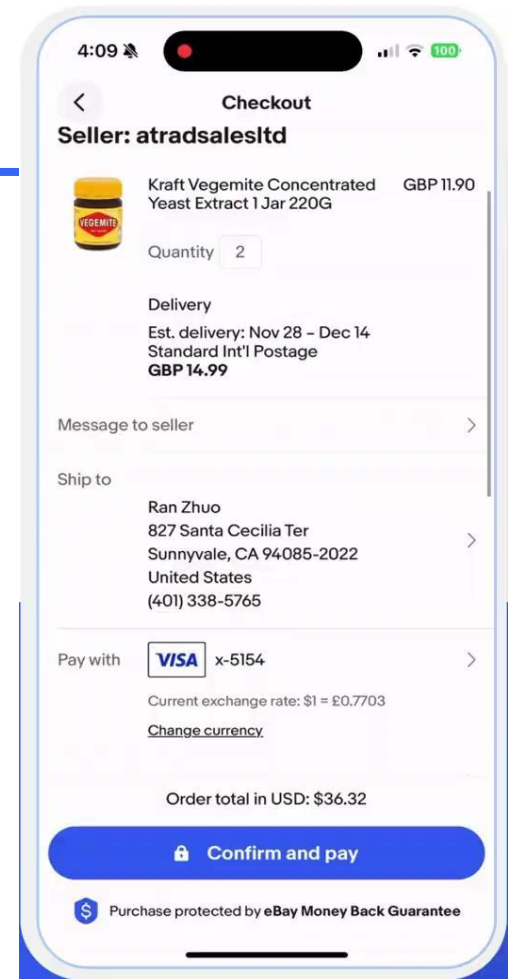 4:09
100
Checkout
Seller: atradsalesltd
Kraft Vegemite Concentrated GBP 11.90
Yeast Extract 1 Jar 220G
VEGEMITE
Quantity 2
Delivery
Est. delivery: Nov 28 – Dec 14
Standard Int'l Postage
GBP 14.99
Message to seller
Ship to
Ran Zhuo
827 Santa Cecilia Ter
Sunnyvale, CA 94085-2022
United States
(401) 338-5765
Pay with VISA x-5154
Current exchange rate: $1 = £0.7703
Change currency
Order total in USD: $36.32
Confirm and pay
Purchase protected by eBay Money Back Guarantee